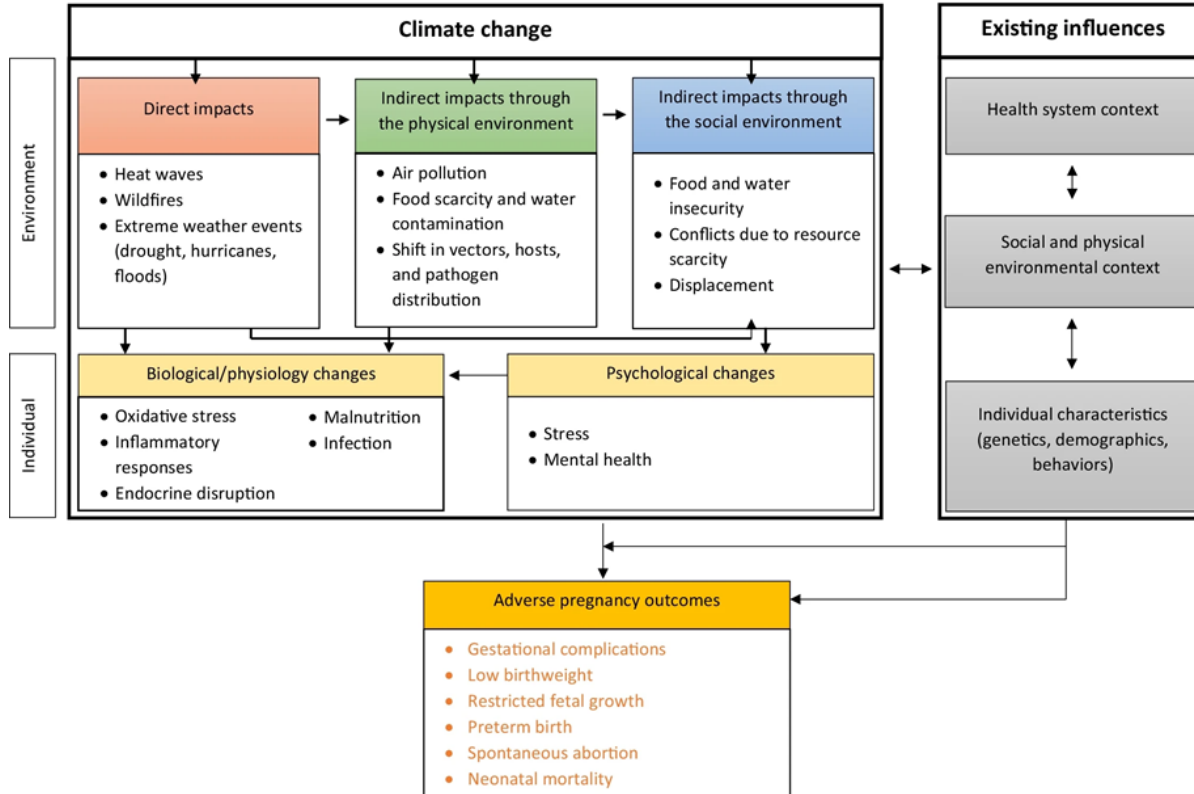 Climate change
Existing influences
Environment
Direct impacts
Indirect impacts through
the physical environment
Indirect impacts through
the social environment
• Heat waves
• Wildfires
• Extreme weather events
(drought, hurricanes,
floods)
• Air pollution
• Food scarcity and water
contamination
• Shift in vectors, hosts,
and pathogen
distribution
• Food and water
insecurity
• Conflicts due to resource
scarcity
• Displacement
Health system context
Social and physical
environmental context
Individual
Biological/physiology changes
• Oxidative stress
• Inflammatory
responses
• Endocrine disruption
• Malnutrition
• Infection
Psychological changes
• Stress
• Mental health
Individual characteristics
(genetics, demographics,
behaviors)
Adverse pregnancy outcomes
• Gestational complications
• Low birthweight
• Restricted fetal growth
• Preterm birth
• Spontaneous abortion
• Neonatal mortality